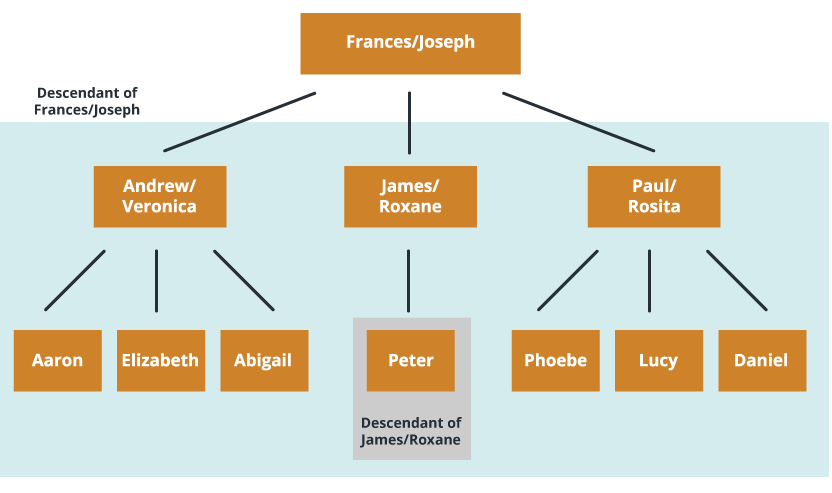 Frances/Joseph
Descendant of
Frances/Joseph
Andrew/
Veronica
James/
Roxane
Paul/
Rosita
Aaron
Elizabeth
Abigail
Peter
Phoebe
Lucy
Daniel
Descendant of
James/Roxane